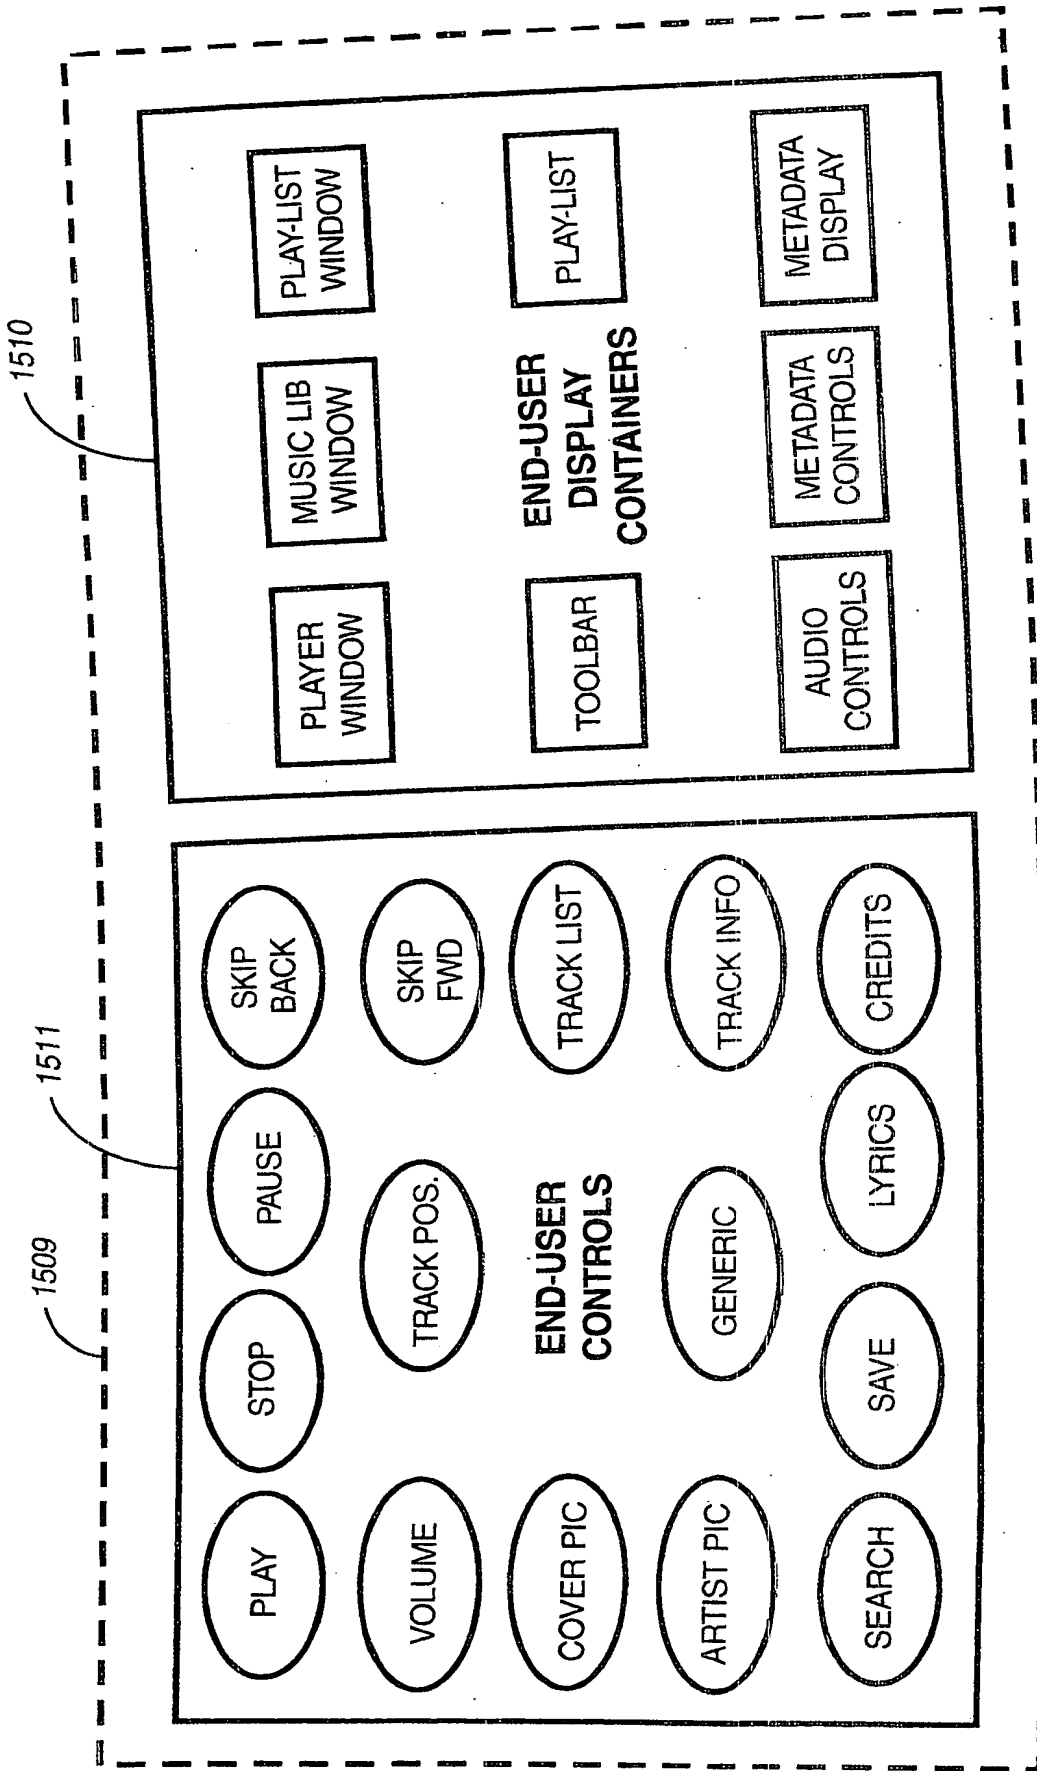 1509
1511
1510
PLAY
STOP
PAUSE
SKIP
BACK
VOLUME
TRACK POS.
SKIP
FWD
COVER PIC
END-USER
CONTROLS
TRACK LIST
ARTIST PIC
GENERIC
TRACK INFO
SEARCH
SAVE
LYRICS
CREDITS
PLAYER
WINDOW
MUSIC LIB
WINDOW
PLAY-LIST
WINDOW
TOOLBAR
END-USER
DISPLAY
CONTAINERS
PLAY-LIST
AUDIO
CONTROLS
METADATA
CONTROLS
METADATA
DISPLAY